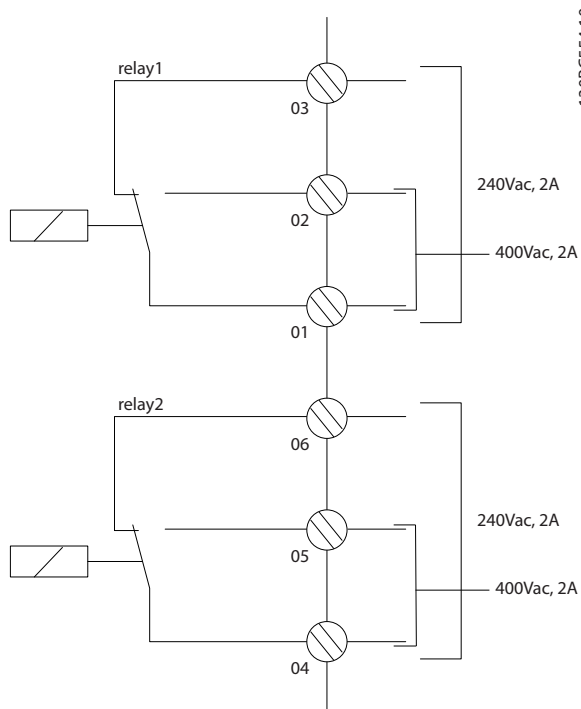 relay1
03
240Vac, 2A
02
400Vac, 2A
01
relay2
06
240Vac, 2A
05
400Vac, 2A
04